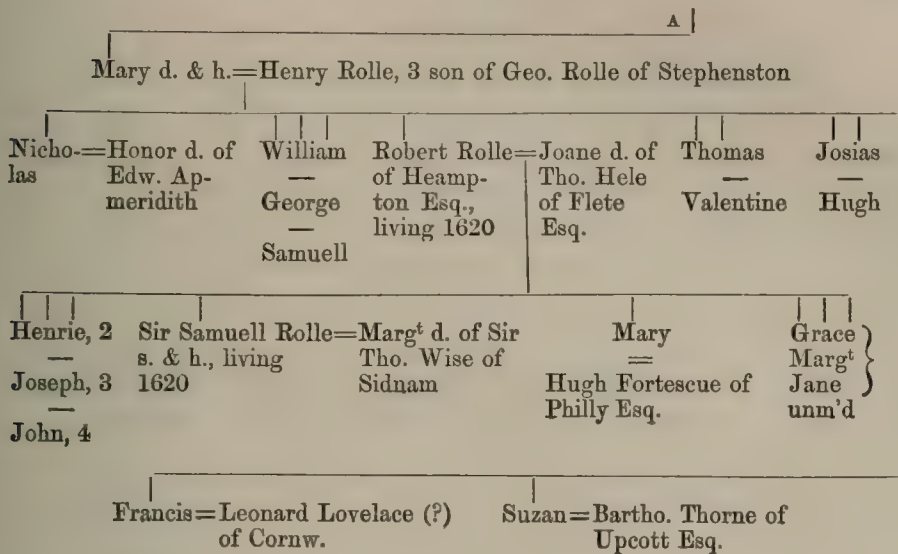 A
Mary d. & h.=Henry Rolle, 3 son of Geo. Rolle of Stephenston
Nicho-=Honor d. of
las
Edw. Ap-
meridith
William
—
George
—
Samuell
Robert Rolle=Joane d. of
of Heamp-
ton Esq.,
living 1620
Tho. Hele
of Flete
Esq.
Thomas
—
Valentine
Josias
—
Hugh
Henrie, 2
—
Joseph, 3
—
John, 4
Sir Samuell Rolle=Margt d. of Sir
s. & h., living
1620
Tho. Wise of
Sidnam
Mary
=
Hugh Fortescue of
Philly Esq.
Grace
Margt
Jane
unm'd
Francis=Leonard Lovelace (?)
of Cornw.
Suzan=Bartho. Thorne of
Upcott Esq.